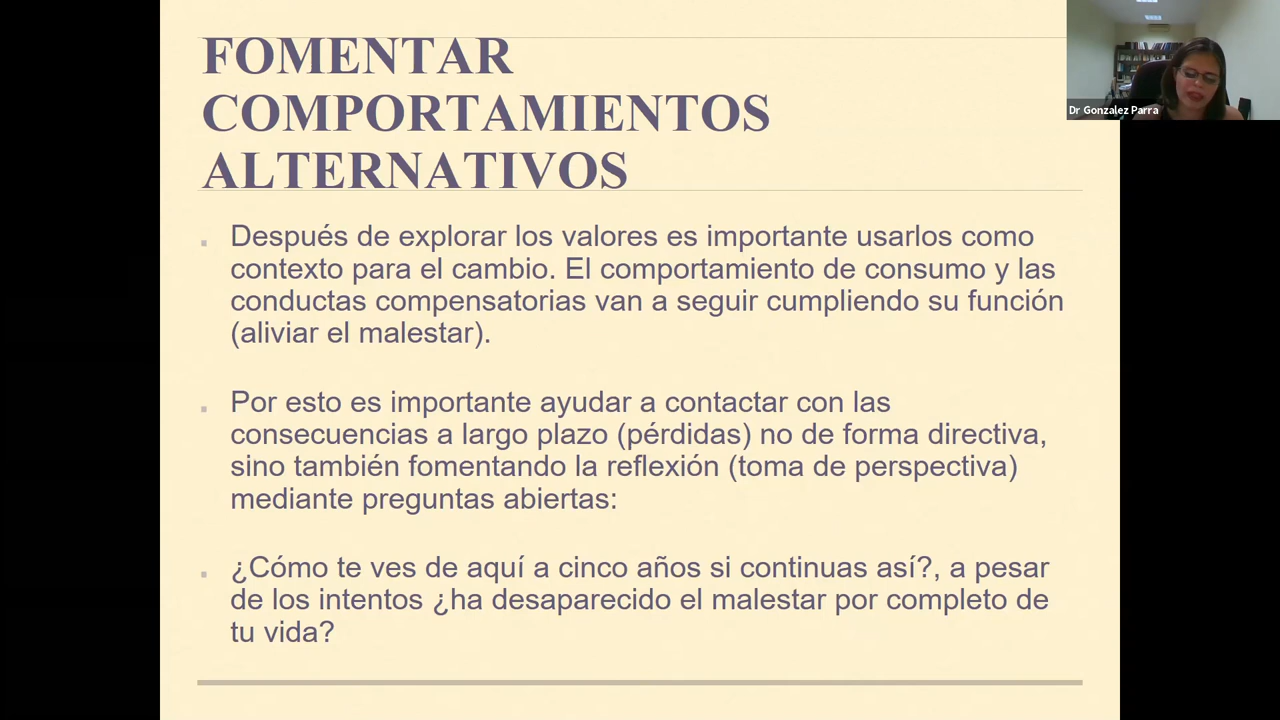 FOMENTAR
COMPORTAMIENTOS
ALTERNATIVOS
Dr Gonzalez Parra
Después de explorar los valores es importante usarlos como
contexto para el cambio. El comportamiento de consumo y las
conductas compensatorias van a seguir cumpliendo su función
(aliviar el malestar).
Por esto es importante ayudar a contactar con las
consecuencias a largo plazo (pérdidas) no de forma directiva,
sino también fomentando la reflexión (toma de perspectiva)
mediante preguntas abiertas:
¿Cómo te ves de aquí a cinco años si continuas así?, a pesar
de los intentos ¿ha desaparecido el malestar por completo de
tu vida?